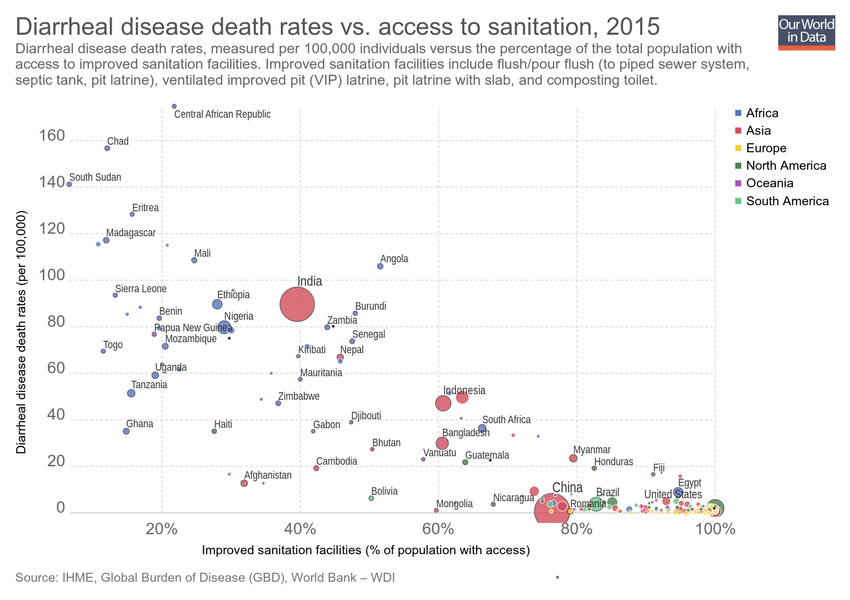 Diarrheal disease death rates vs. access to sanitation, 2015
Our World
in Data
Diarrheal disease death rates, measured per 100,000 individuals versus the percentage of the total population with
access to improved sanitation facilities. Improved sanitation facilities include flush/pour flush (to piped sewer system,
septic tank, pit latrine), ventilated improved pit (VIP) latrine, pit latrine with slab, and composting toilet.
Africa
Asia
Europe
North America
Oceania
South America
Diarrheal disease death rates (per 100,000)
160
140
120
100
80
60
40
20
0
Central African Republic
Chad
South Sudan
Eritrea
Madagascar
Mali
Angola
India
Sierra Leone
Ethiopia
Benin
Nigeria
Burundi
Zambia
Papua New Guinea
Mozambique
Senegal
Togo
Kiribati
Nepal
Uganda
Mauritania
Tanzania
Zimbabwe
Indonesia
Ghana
Haiti
Gabon
Djibouti
South Africa
Bangladesh
Bhutan
Vanuatu
Guatemala
Myanmar
Honduras
Afghanistan
Cambodia
Fiji
Bolivia
Mongolia
Nicaragua
China
Romania
Brazil
United States
Egypt
20%
40%
60%
80%
100%
Improved sanitation facilities (% of population with access)
Source: IHME, Global Burden of Disease (GBD), World Bank – WDI